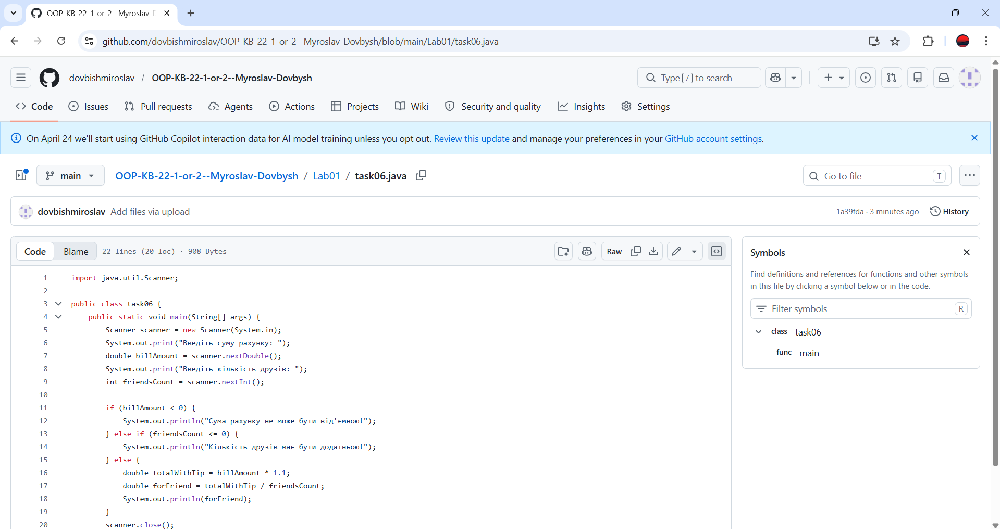 OOP-KB-22-1-or-2--Myroslav-D
github.com/dovbishmiroslav/OOP-KB-22-1-or-2--Myroslav-Dovbysh/blob/main/Lab01/task06.java
dovbishmiroslav / OOP-KB-22-1-or-2--Myroslav-Dovbysh
Type / to search
Code Issues Pull requests Agents Actions Projects Wiki Security and quality Insights Settings
On April 24 we'll start using GitHub Copilot interaction data for AI model training unless you opt out. Review this update and manage your preferences in your GitHub account settings.
main OOP-KB-22-1-or-2--Myroslav-Dovbysh / Lab01 / task06.java
Go to file T
dovbishmiroslav Add files via upload
1a39fda · 3 minutes ago History
Code Blame 22 lines (20 loc) · 908 Bytes
Raw
1 import java.util.Scanner;
2
3 public class task06 {
4 public static void main(String[] args) {
5 Scanner scanner = new Scanner(System.in);
6 System.out.print("Введіть суму рахунку: ");
7 double billAmount = scanner.nextDouble();
8 System.out.print("Введіть кількість друзів: ");
9 int friendsCount = scanner.nextInt();
10
11 if (billAmount < 0) {
12 System.out.println("Сума рахунку не може бути від'ємною!");
13 } else if (friendsCount <= 0) {
14 System.out.println("Кількість друзів має бути додатньою!");
15 } else {
16 double totalWithTip = billAmount * 1.1;
17 double forFriend = totalWithTip / friendsCount;
18 System.out.println(forFriend);
19 }
20 scanner.close();
Symbols
Find definitions and references for functions and other symbols
in this file by clicking a symbol below or in the code.
Filter symbols R
class task06
func main